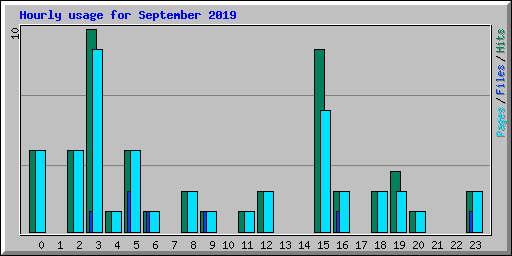 Hourly usage for September 2019
10
Pages/Files/Hits
0 1 2 3 4 5 6 7 8 9 10 11 12 13 14 15 16 17 18 19 20 21 22 23